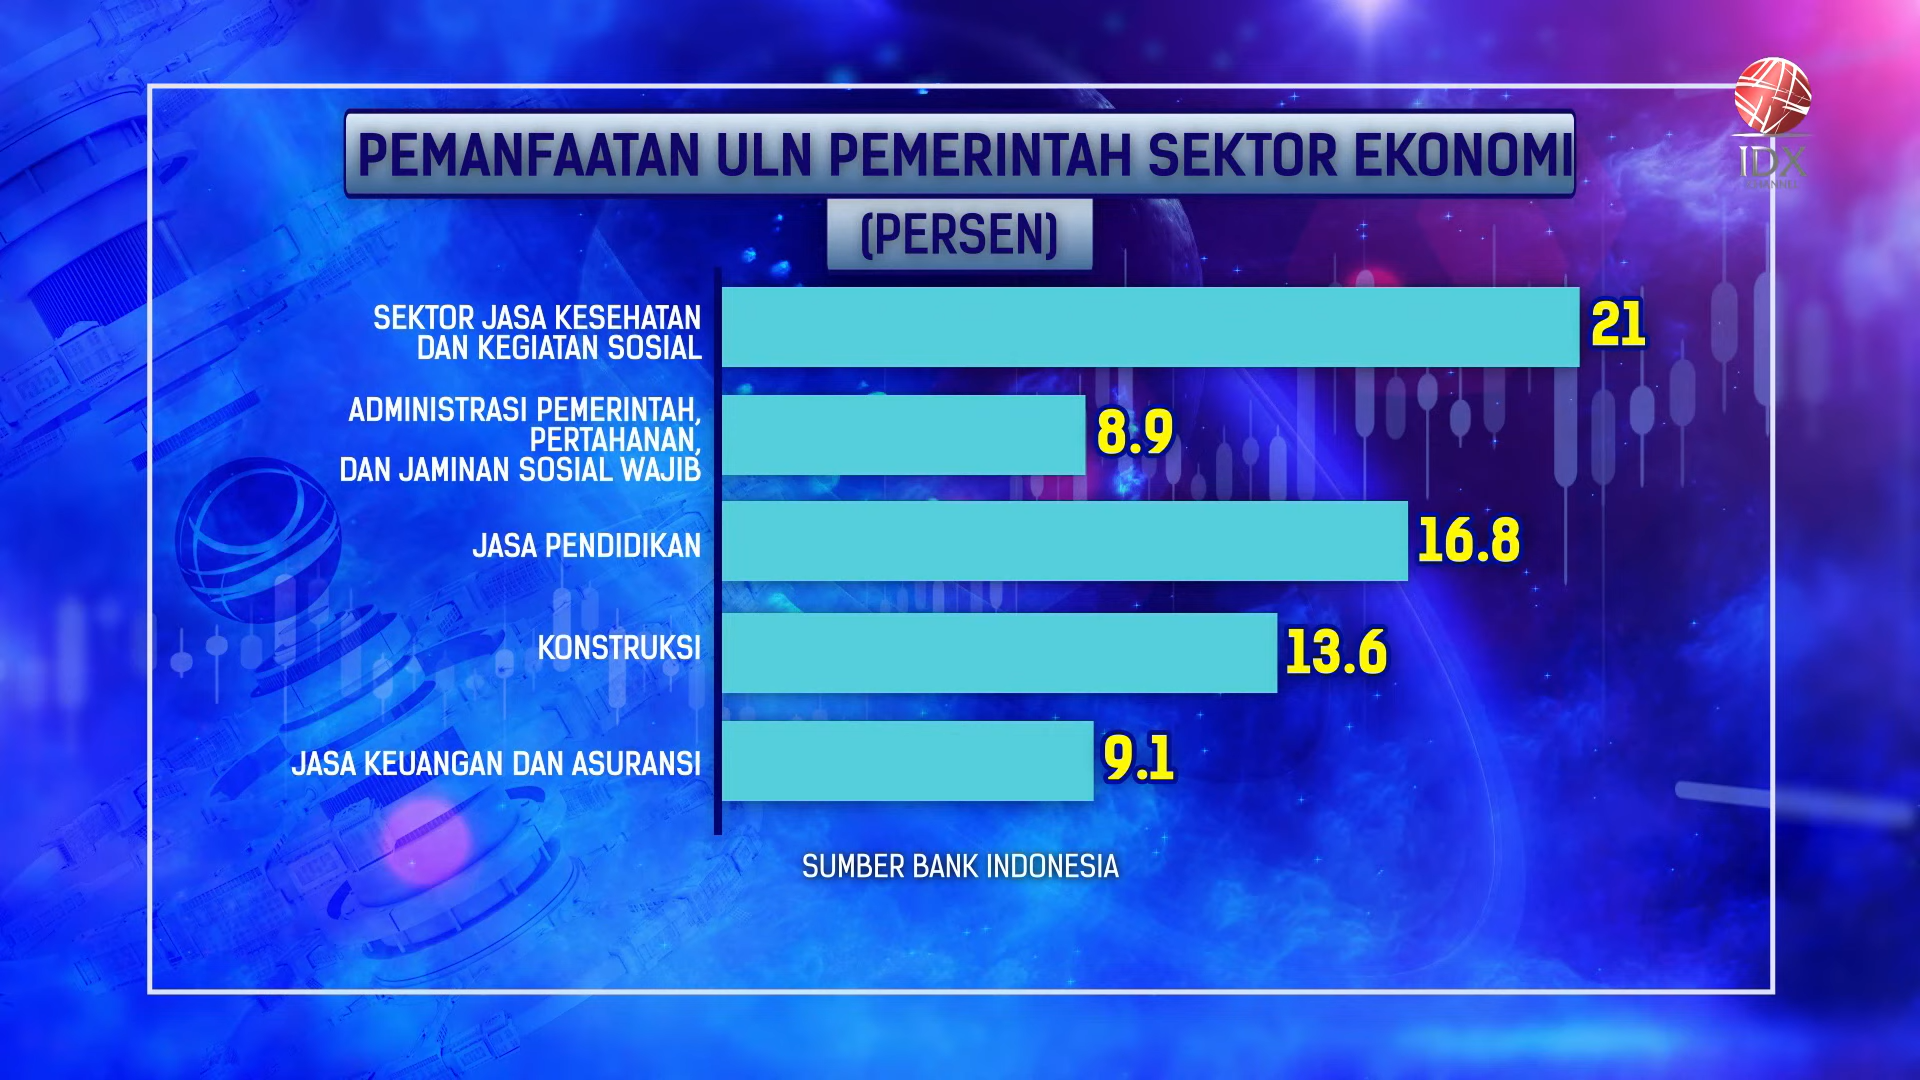 PEMANFAATAN ULN PEMERINTAH SEKTOR EKONOMI
(PERSEN)
IDX
CHANNEL
SEKTOR JASA KESEHATAN
DAN KEGIATAN SOSIAL
21
ADMINISTRASI PEMERINTAH,
PERTAHANAN,
DAN JAMINAN SOSIAL WAJIB
8.9
JASA PENDIDIKAN
16.8
KONSTRUKSI
13.6
JASA KEUANGAN DAN ASURANSI
9.1
SUMBER BANK INDONESIA